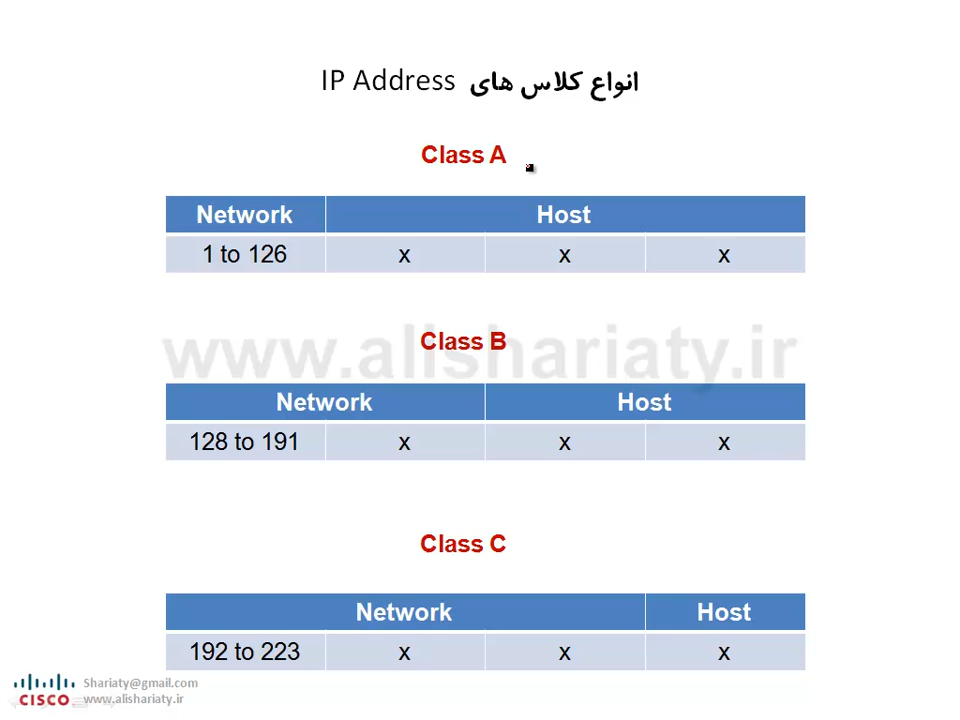 انواع کلاس های IP Address
Class A
Network Host
1 to 126 x x x
www.alishariaty.ir
Class B
Network Host
128 to 191 x x x
Class C
Network Host
192 to 223 x x x
Shariaty@gmail.com
CISCO www.alishariaty.ir